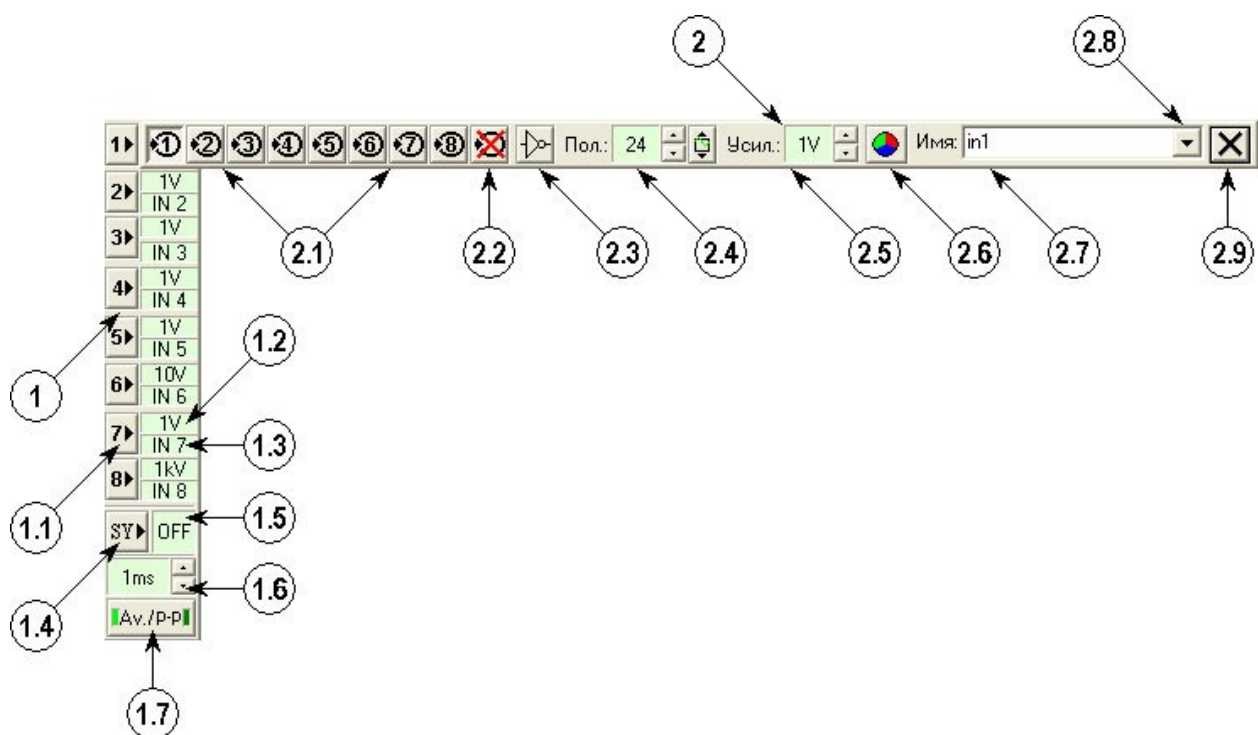 2 2.8
1 1 2 3 4 5 6 7 8 Пол.: 24 Усил.: 1V Имя: in1
2 1V
IN 2
2.1 2.2 2.3 2.4 2.5 2.6 2.7 2.9
3 1V
IN 3
4 1V
IN 4
5 1V
IN 5
1.2
1
6 10V
IN 6
7 1V
IN 7
1.3
8 1kV
IN 8
1.1
1.5
SY OFF
1ms
1.6
1.4
Av./p-p
1.7